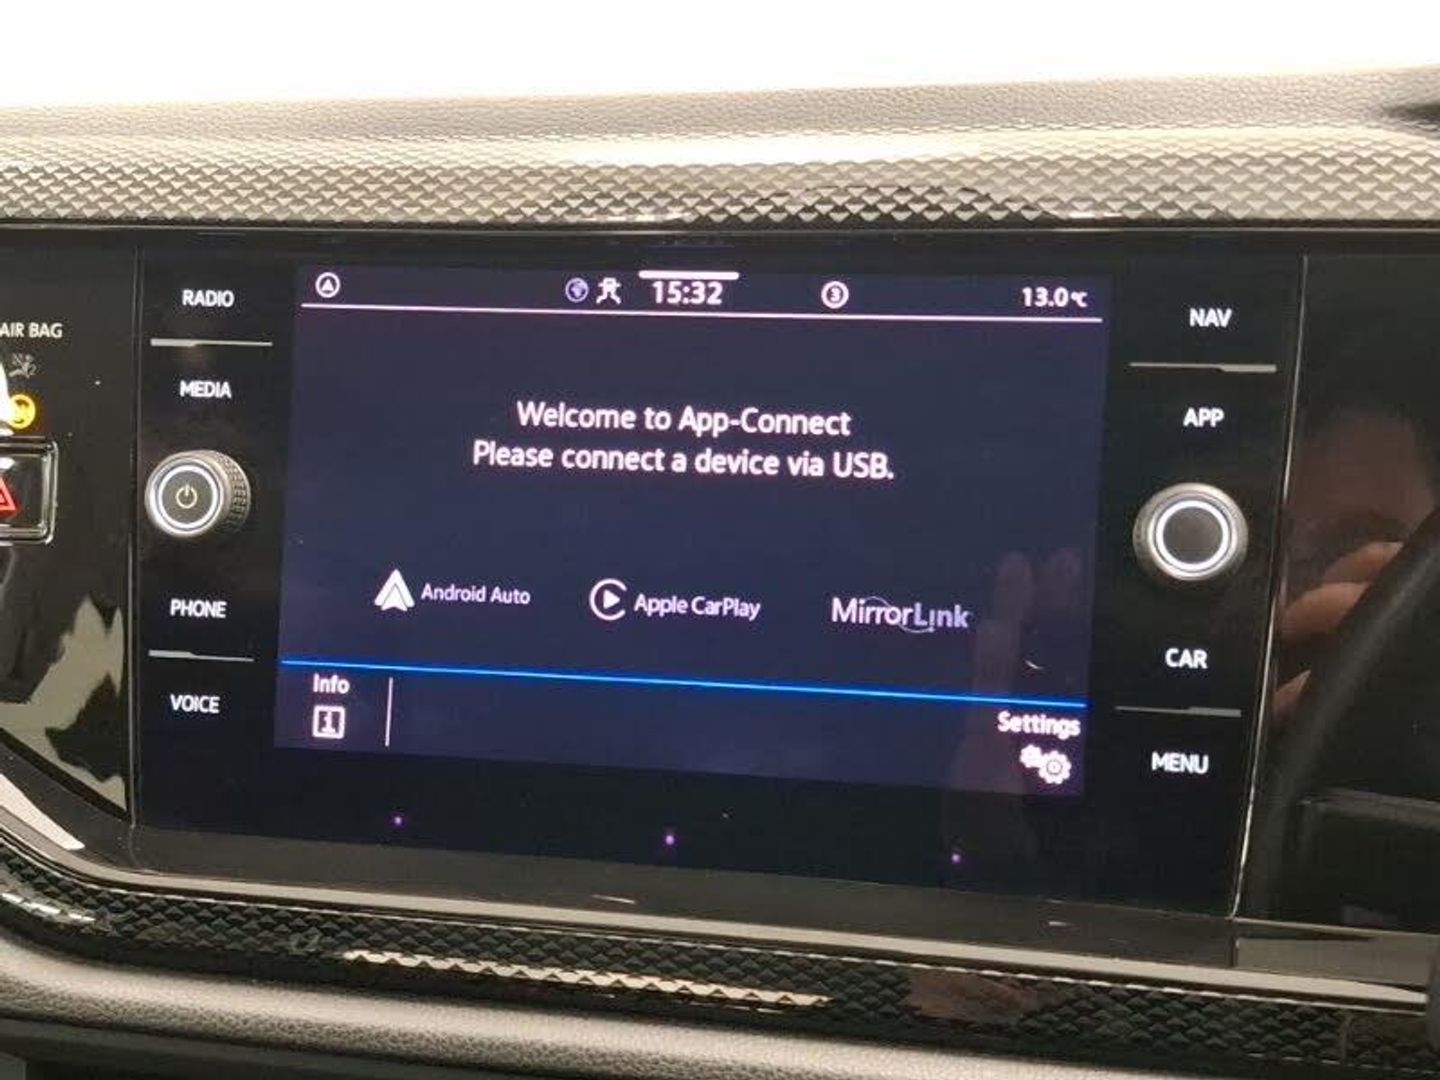 RADIO
MEDIA
PHONE
VOICE
AIR BAG
15:32
3
13.0°C
Welcome to App-Connect
Please connect a device via USB.
Android Auto
Apple CarPlay
MirrorLink
Info
Settings
NAV
APP
CAR
MENU